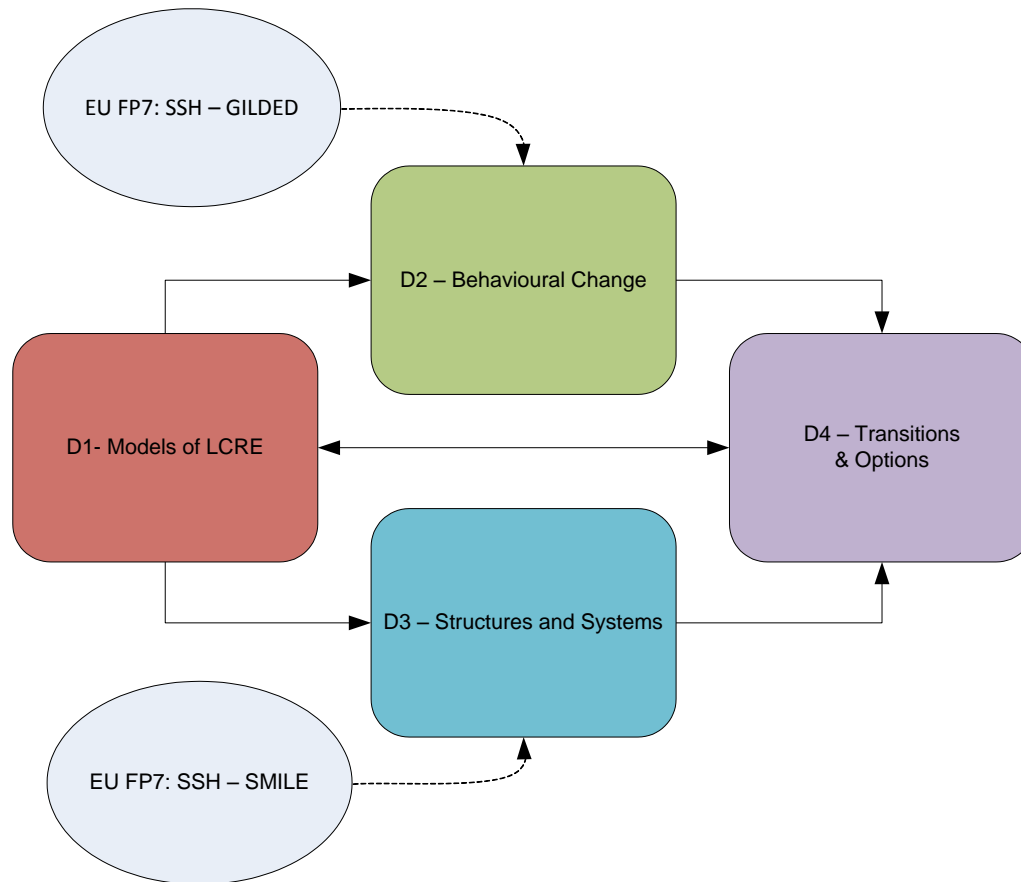 EU FP7: SSH – GILDED
D2 – Behavioural Change
D1- Models of LCRE
D4 – Transitions
& Options
D3 – Structures and Systems
EU FP7: SSH – SMILE